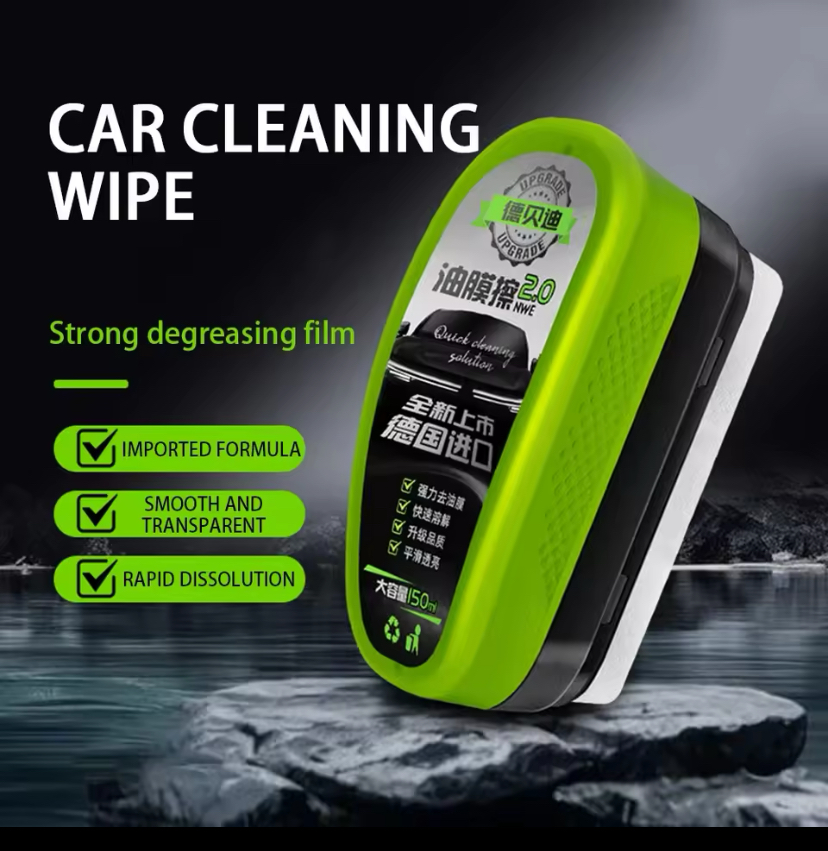 CAR CLEANING
WIPE
Strong degreasing film
IMPORTED FORMULA
SMOOTH AND
TRANSPARENT
RAPID DISSOLUTION
UPGRADE
德贝迪
UPGRADE
油膜擦2.0
NWE
Quick cleaning
solution
全新上市
德国进口
强力去油膜
快速溶解
升级品质
平滑透亮
大容量150ml